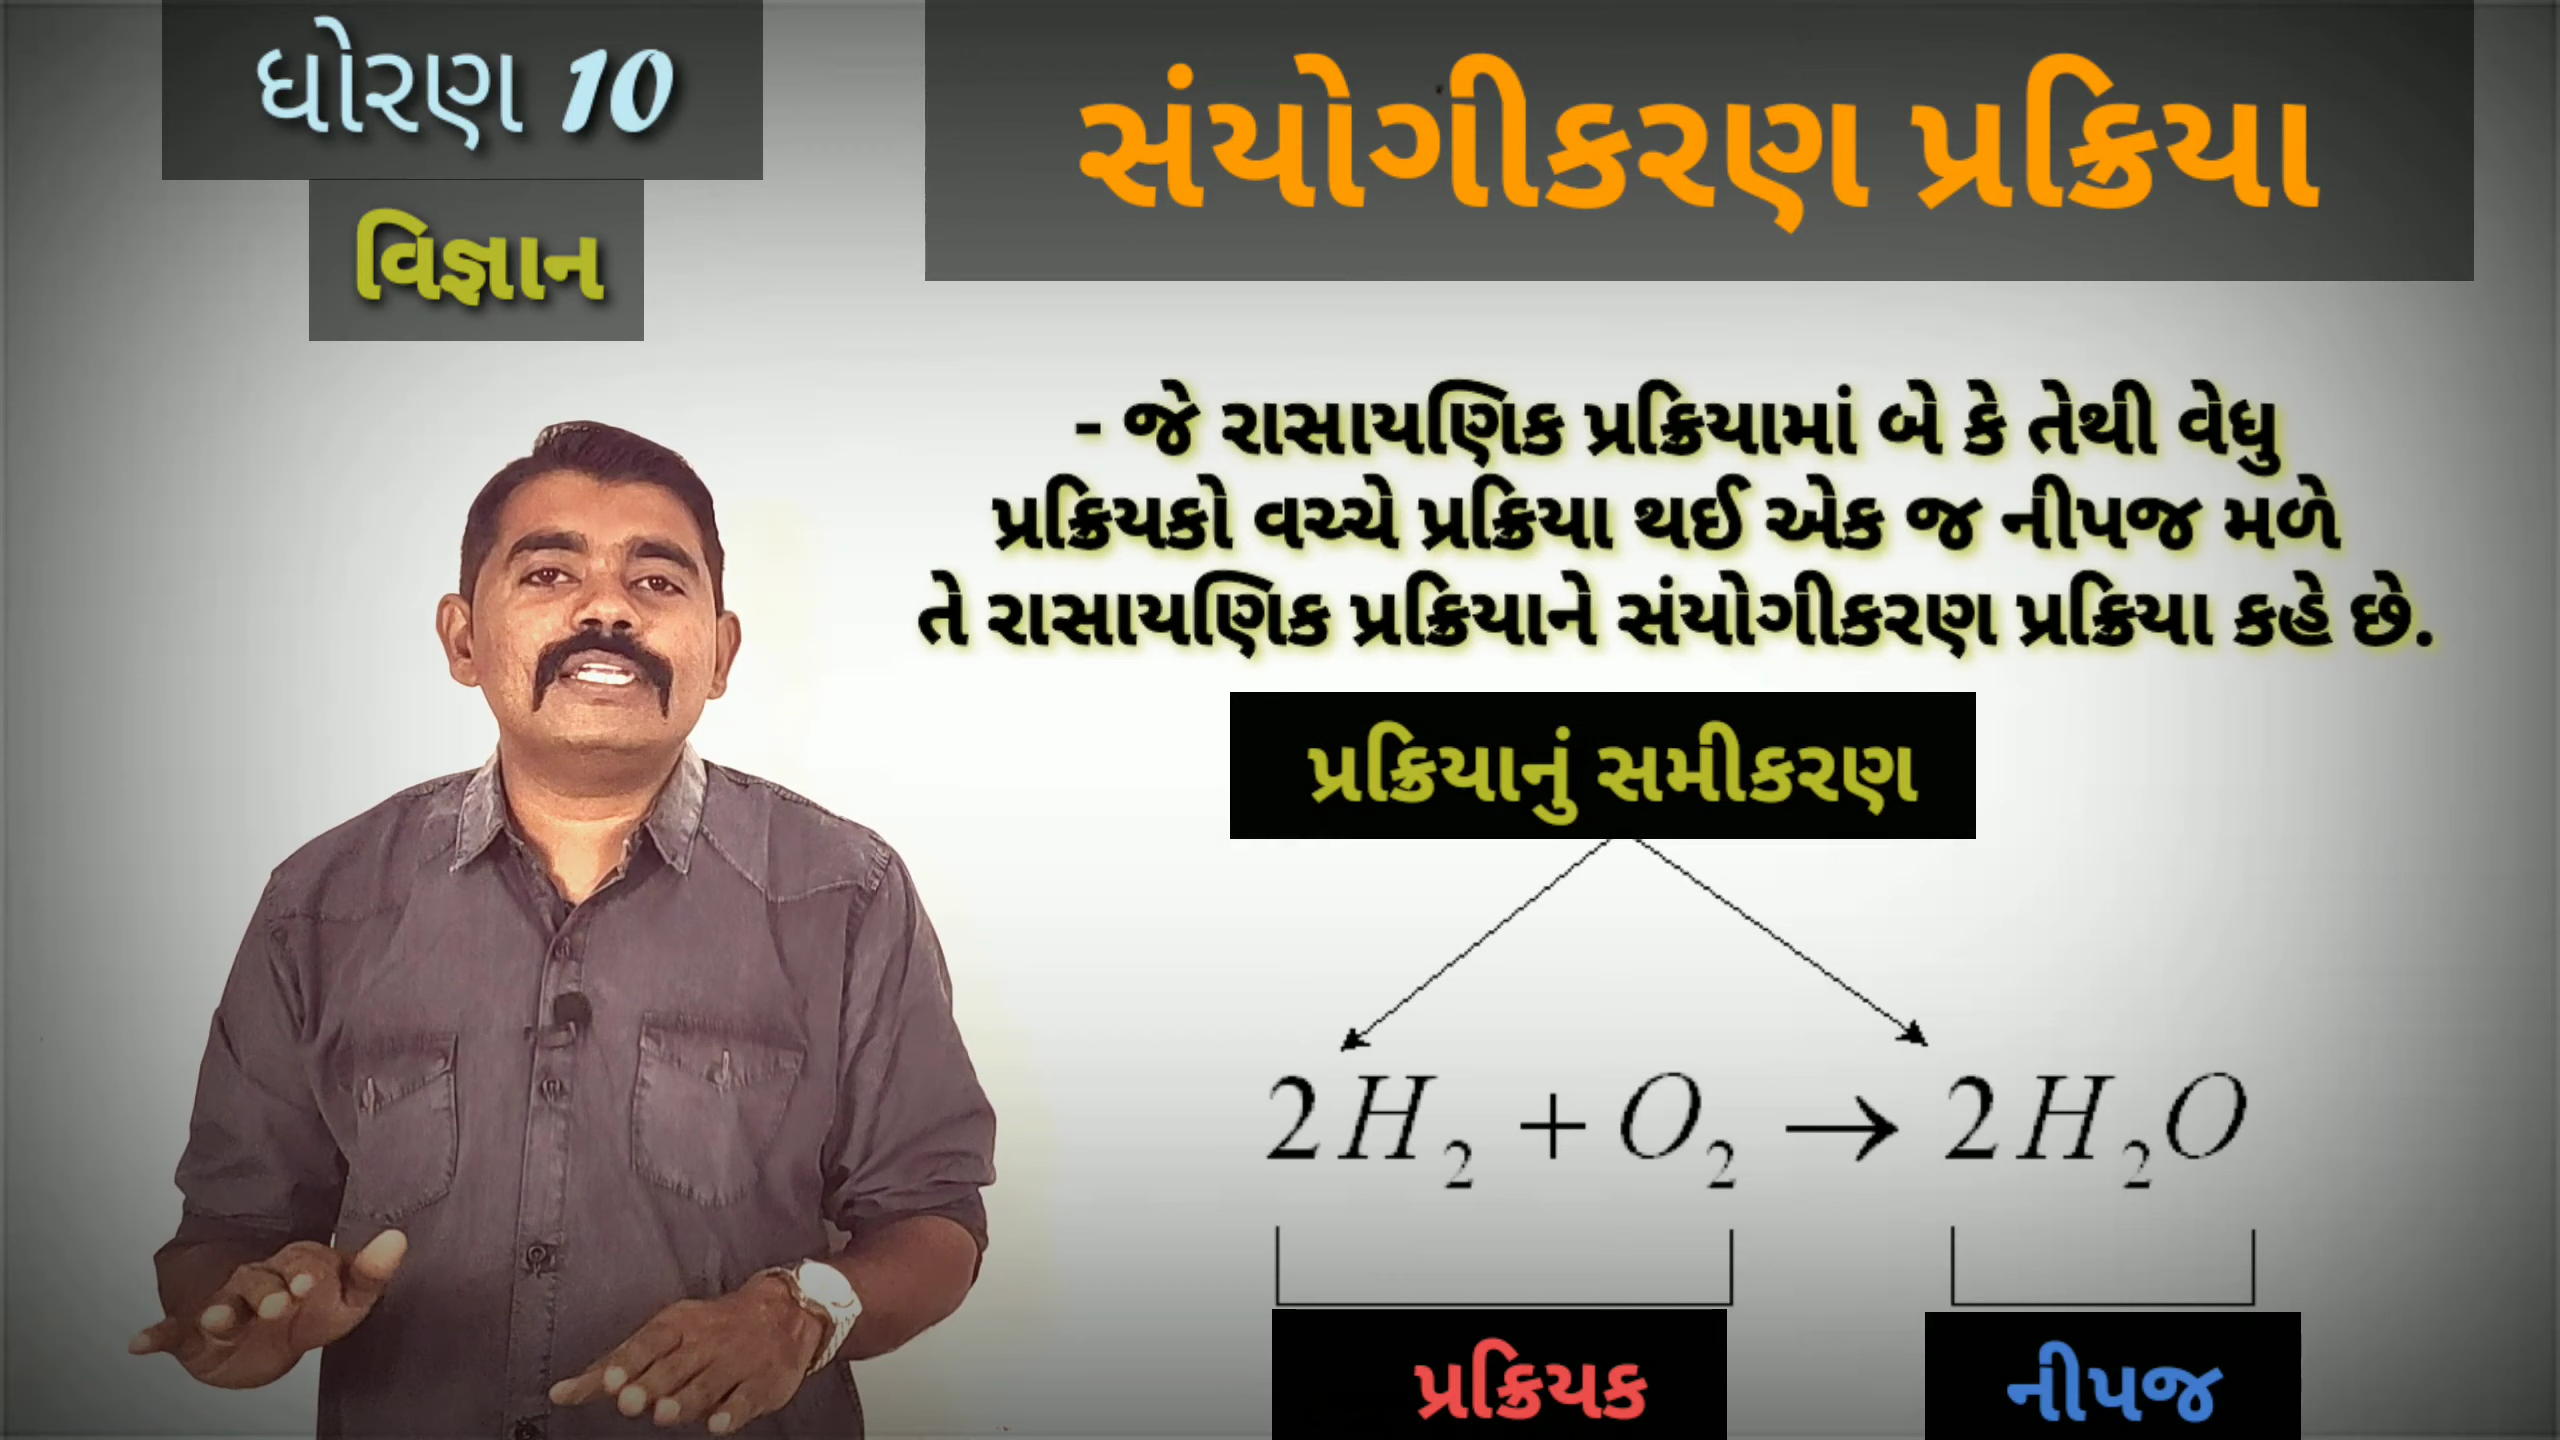 ધોરણ 10
વિજ્ઞાન
સંયોગીકરણ પ્રક્રિયા
- જે રાસાયણિક પ્રક્રિયામાં બે કે તેથી વેધુ
પ્રક્રિયકો વચ્ચે પ્રક્રિયા થઈ એક જ નીપજ મળે
તે રાસાયણિક પ્રક્રિયાને સંયોગીકરણ પ્રક્રિયા કહે છે.
પ્રક્રિયાનું સમીકરણ
2H₂ + O₂ → 2H₂O
પ્રક્રિયક
નીપજ